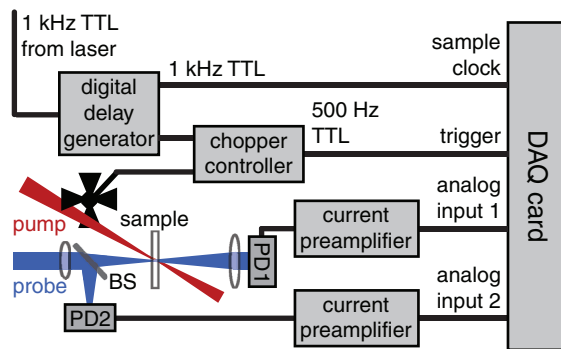 1 kHz TTL
from laser
digital
delay
generator
1 kHz TTL
sample
clock
500 Hz
TTL
chopper
controller
trigger
DAQ card
pump
sample
analog
input 1
current
preamplifier
PD1
probe
BS
PD2
current
preamplifier
analog
input 2